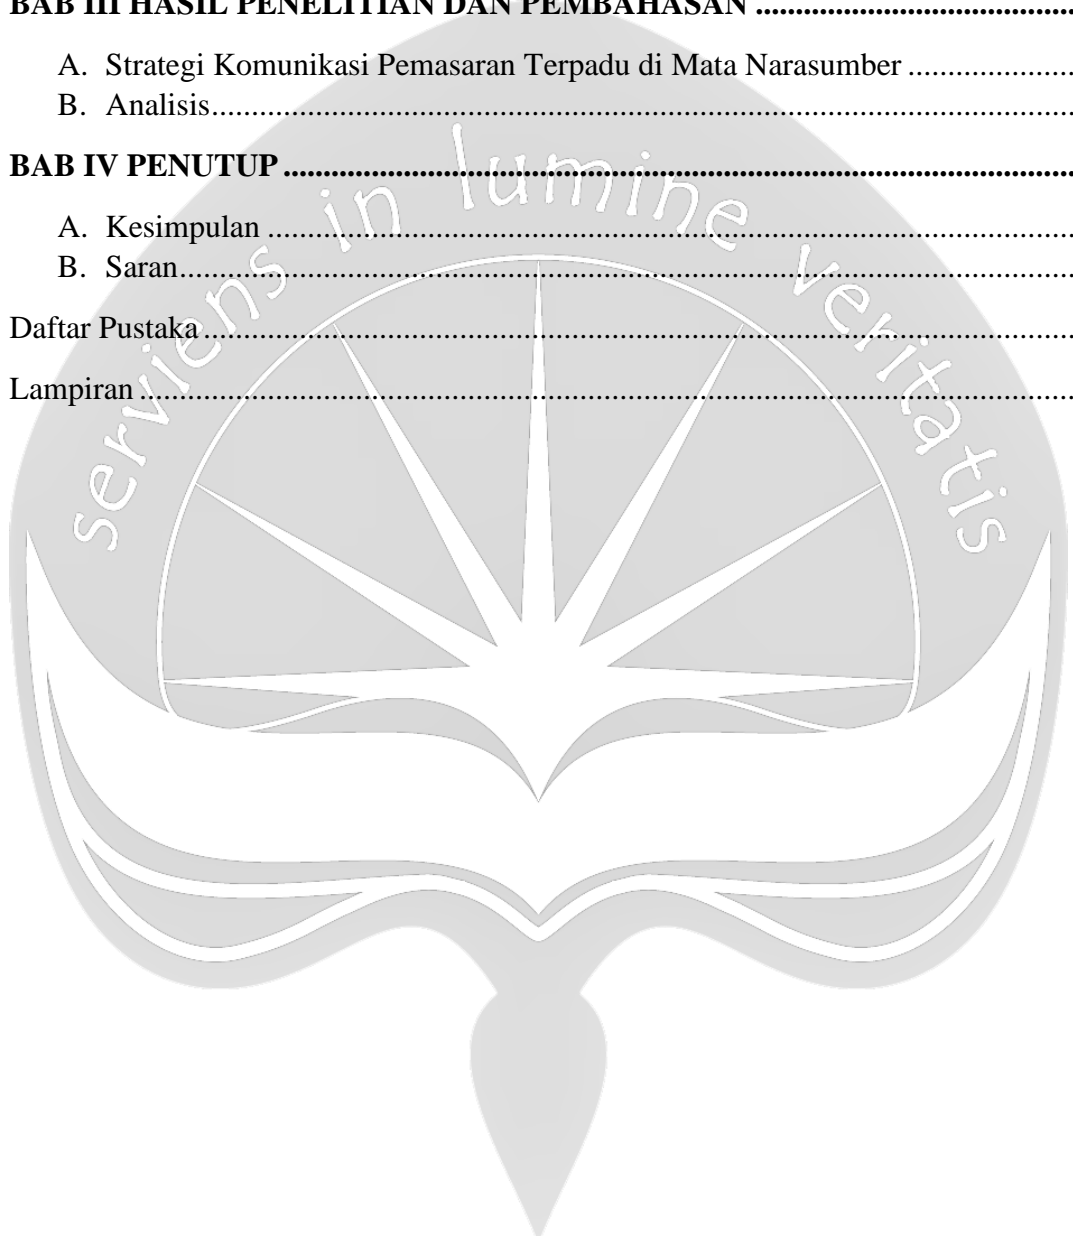 BAB III HASIL PENELITIAN DAN PEMBAHASAN ........................................
A. Strategi Komunikasi Pemasaran Terpadu di Mata Narasumber .....................
B. Analisis.............................................................................................................
BAB IV PENUTUP ...................................................................................................
A. Kesimpulan ......................................................................................................
B. Saran.................................................................................................................
Daftar Pustaka .............................................................................................................
Lampiran .....................................................................................................................
serviens in lumine veritatis